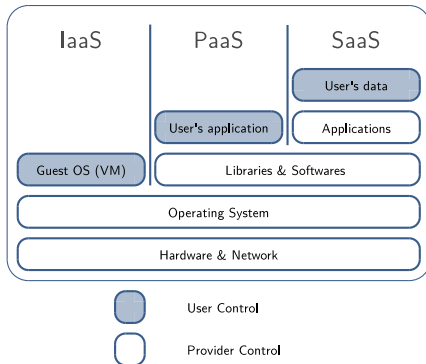 IaaS PaaS SaaS
User's data
User's application Applications
Guest OS (VM) Libraries & Softwares
Operating System
Hardware & Network
User Control
Provider Control